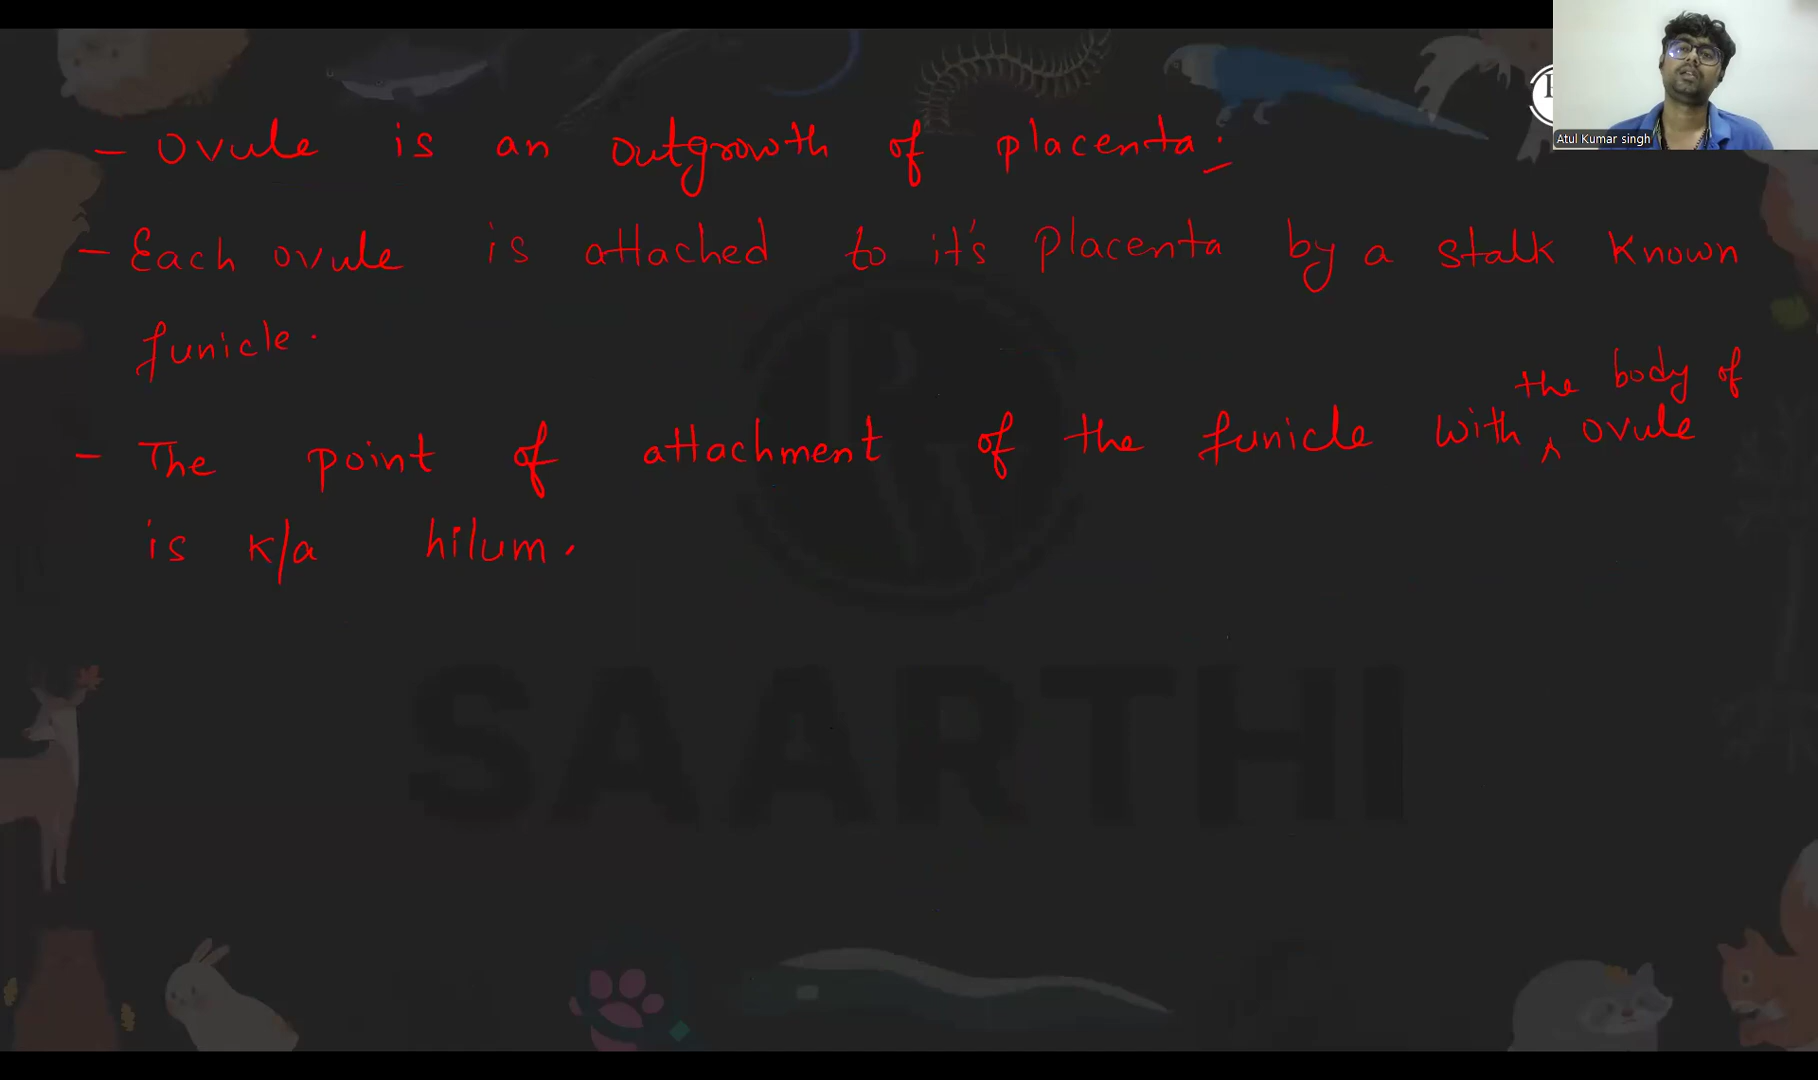 Atul Kumar singh
- Ovule is an outgrowth of placenta.
- Each ovule is attached to it's placenta by a stalk known
funicle.
the body of
- The point of attachment of the funicle with ^ ovule
is k/a hilum.
PW
SAARTHI